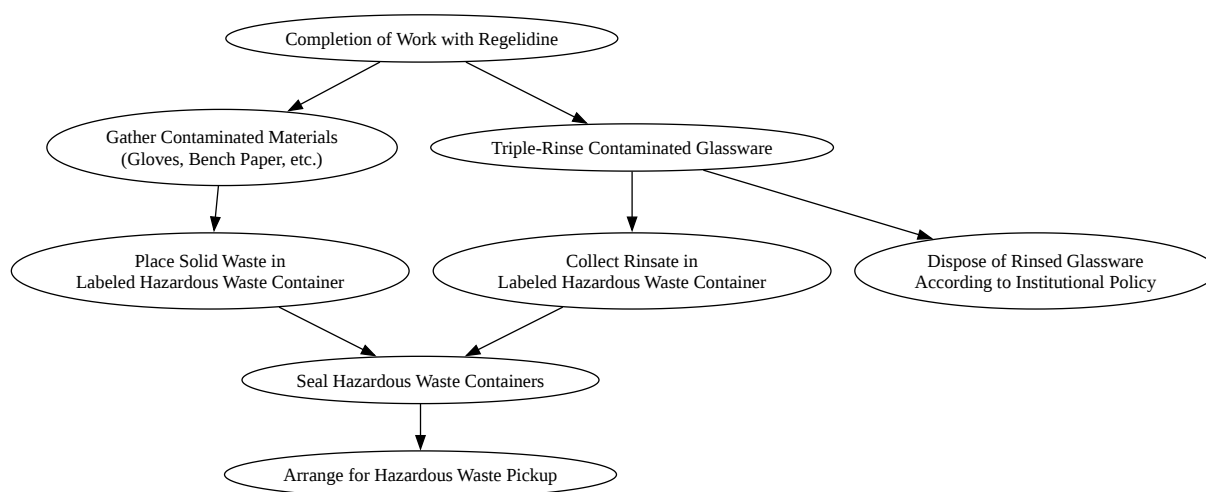 Completion of Work with Regelidine
Gather Contaminated Materials
(Gloves, Bench Paper, etc.)
Triple-Rinse Contaminated Glassware
Place Solid Waste in
Labeled Hazardous Waste Container
Collect Rinsate in
Labeled Hazardous Waste Container
Dispose of Rinsed Glassware
According to Institutional Policy
Seal Hazardous Waste Containers
Arrange for Hazardous Waste Pickup